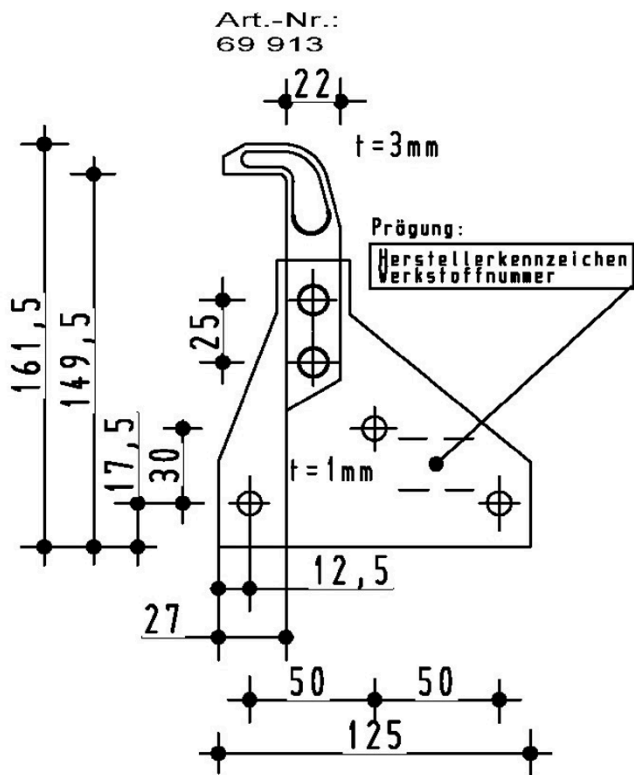 Art.-Nr.:
69 913
22
t=3mm
Prägung:
Herstellerkennzeichen
Werkstoffnummer
161,5
149,5
25
17,5
30
t=1mm
12,5
27
50
50
125